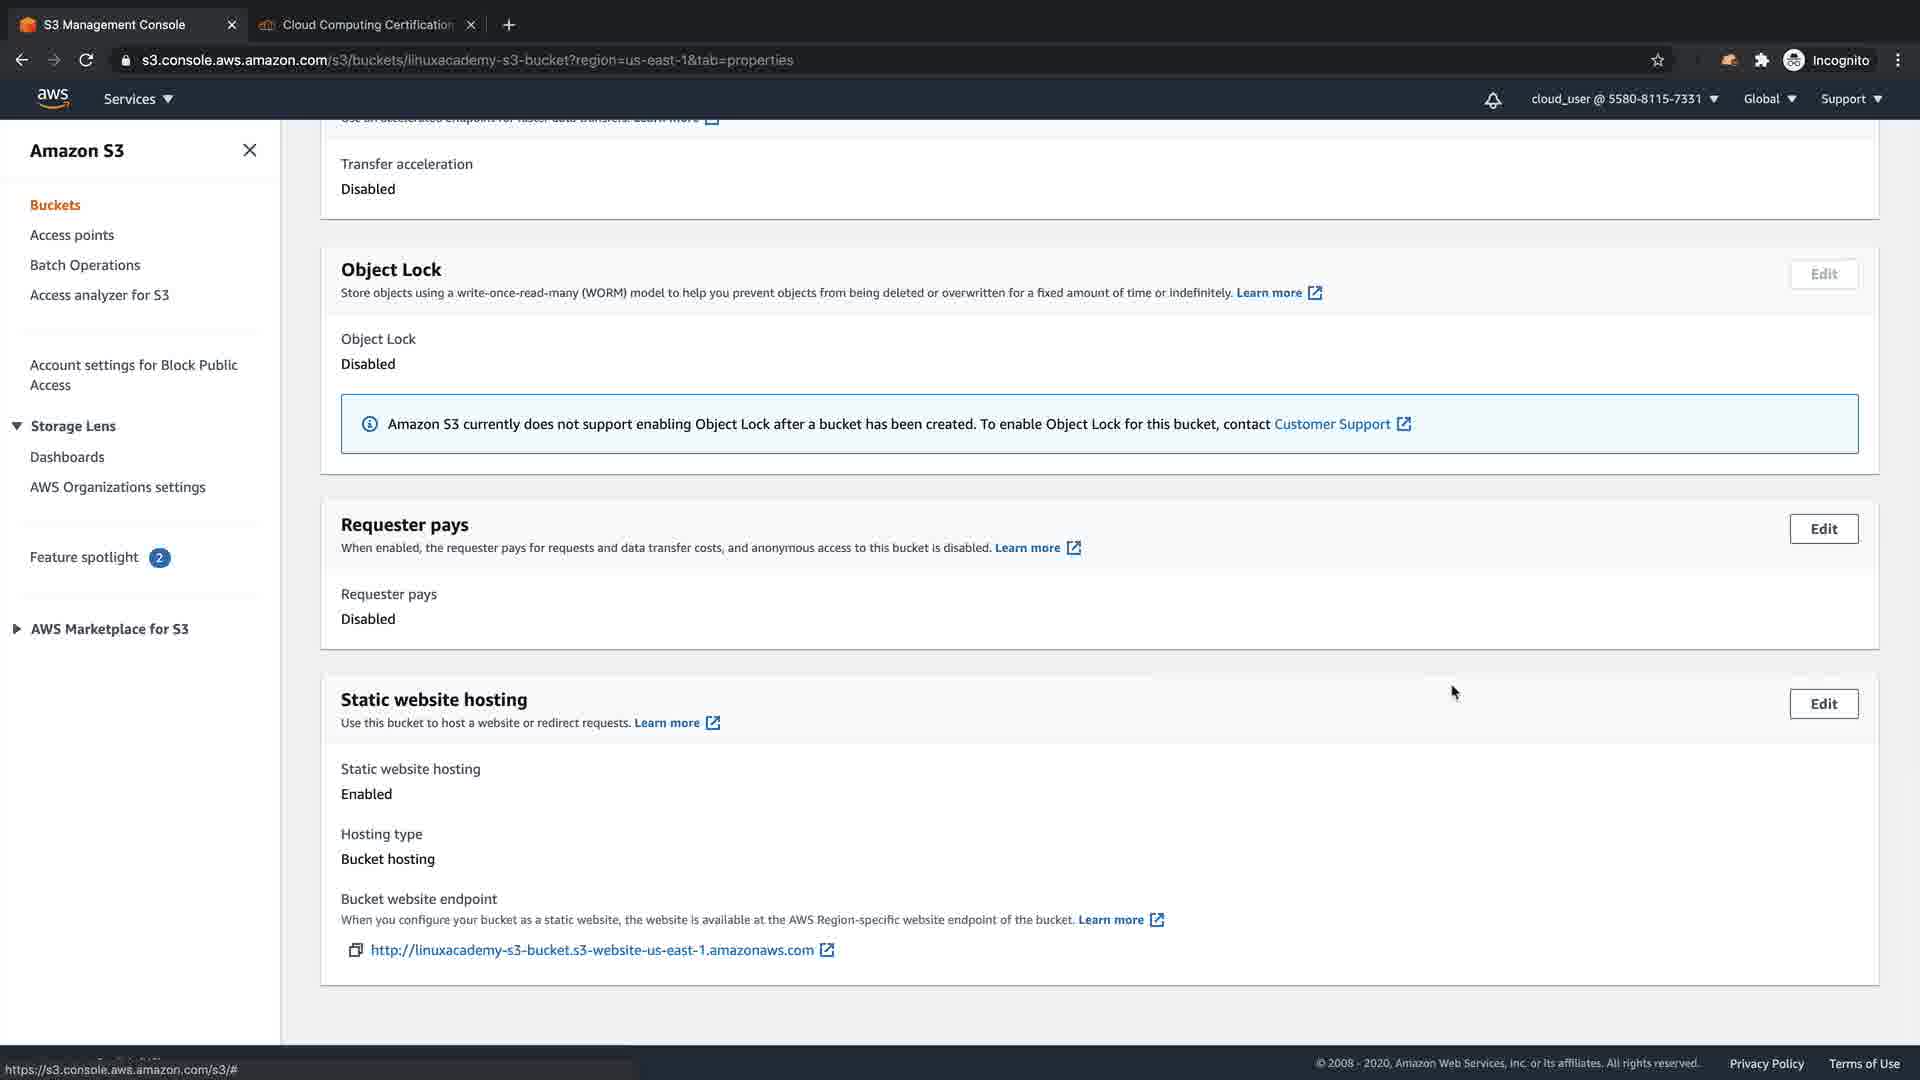 S3 Management Console
Cloud Computing Certification
s3.console.aws.amazon.com/s3/buckets/linuxacademy-s3-bucket?region=us-east-1&tab=properties
Incognito
aws
Services
cloud_user @ 5580-8115-7331
Global
Support
Amazon S3
Buckets
Access points
Batch Operations
Access analyzer for S3
Account settings for Block Public
Access
Storage Lens
Dashboards
AWS Organizations settings
Feature spotlight 2
AWS Marketplace for S3
Use an accelerated endpoint for faster data transfers. Learn more
Transfer acceleration
Disabled
Object Lock
Edit
Store objects using a write-once-read-many (WORM) model to help you prevent objects from being deleted or overwritten for a fixed amount of time or indefinitely. Learn more
Object Lock
Disabled
Amazon S3 currently does not support enabling Object Lock after a bucket has been created. To enable Object Lock for this bucket, contact Customer Support
Requester pays
Edit
When enabled, the requester pays for requests and data transfer costs, and anonymous access to this bucket is disabled. Learn more
Requester pays
Disabled
Static website hosting
Edit
Use this bucket to host a website or redirect requests. Learn more
Static website hosting
Enabled
Hosting type
Bucket hosting
Bucket website endpoint
When you configure your bucket as a static website, the website is available at the AWS Region-specific website endpoint of the bucket. Learn more
http://linuxacademy-s3-bucket.s3-website-us-east-1.amazonaws.com
https://s3.console.aws.amazon.com/s3/#
© 2008 - 2020, Amazon Web Services, Inc. or its affiliates. All rights reserved.
Privacy Policy
Terms of Use